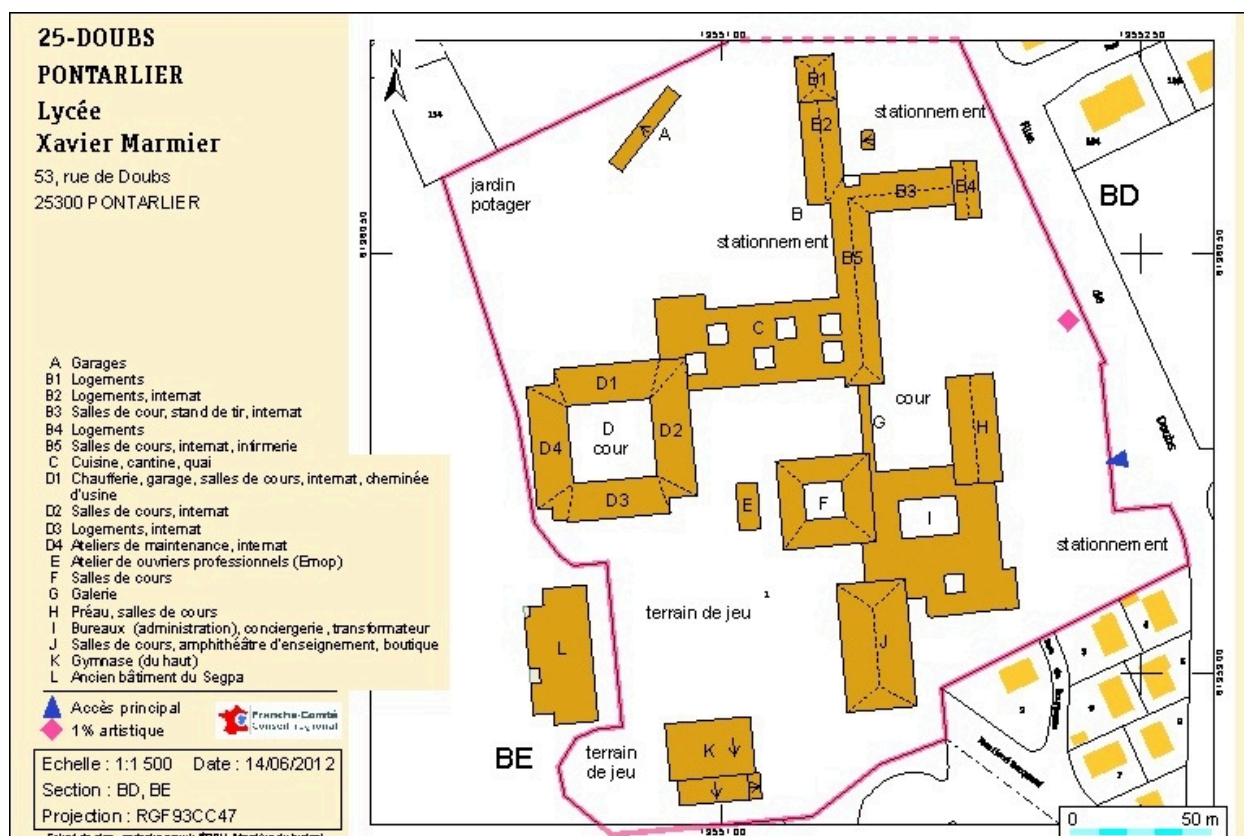 25-DOUBS
PONTARLIER
Lycée
Xavier Marmier
53, rue de Doubs
25300 PONTARLIER
A Garages
B1 Logements
B2 Logements, internat
B3 Salles de cour, stand de tir, internat
B4 Logements
B5 Salles de cours, internat, infirmerie
C Cuisine, cantine, quai
D1 Chaufferie, garage, salles de cours, internat, cheminée
d'usine
D2 Salles de cours, internat
D3 Logements, internat
D4 Ateliers de maintenance, internat
E Atelier de ouvriers professionnels (Emop)
F Salles de cours
G Galerie
H Préau, salles de cours
I Bureaux (administration), conciergerie, transformateur
J Salles de cours, amphithéâtre d'enseignement, boutique
K Gymnase (du haut)
L Ancien bâtiment du Segpa
Accès principal
1% artistique
Franche-Comté
Conseil régional
Echelle : 1:1 500 Date : 14/06/2012
Section : BD, BE
Projection : RGF93CC47
N
A
B1
B2
stationnement
jardin
potager
B3
B4
B
BD
stationnement
B5
C
D1
cour
G
H
D
cour
D2
D4
D3
E
F
I
stationnement
terrain de jeu
1
L
J
K
BE
terrain
de jeu
Rue
de
Doubs
0 50 m